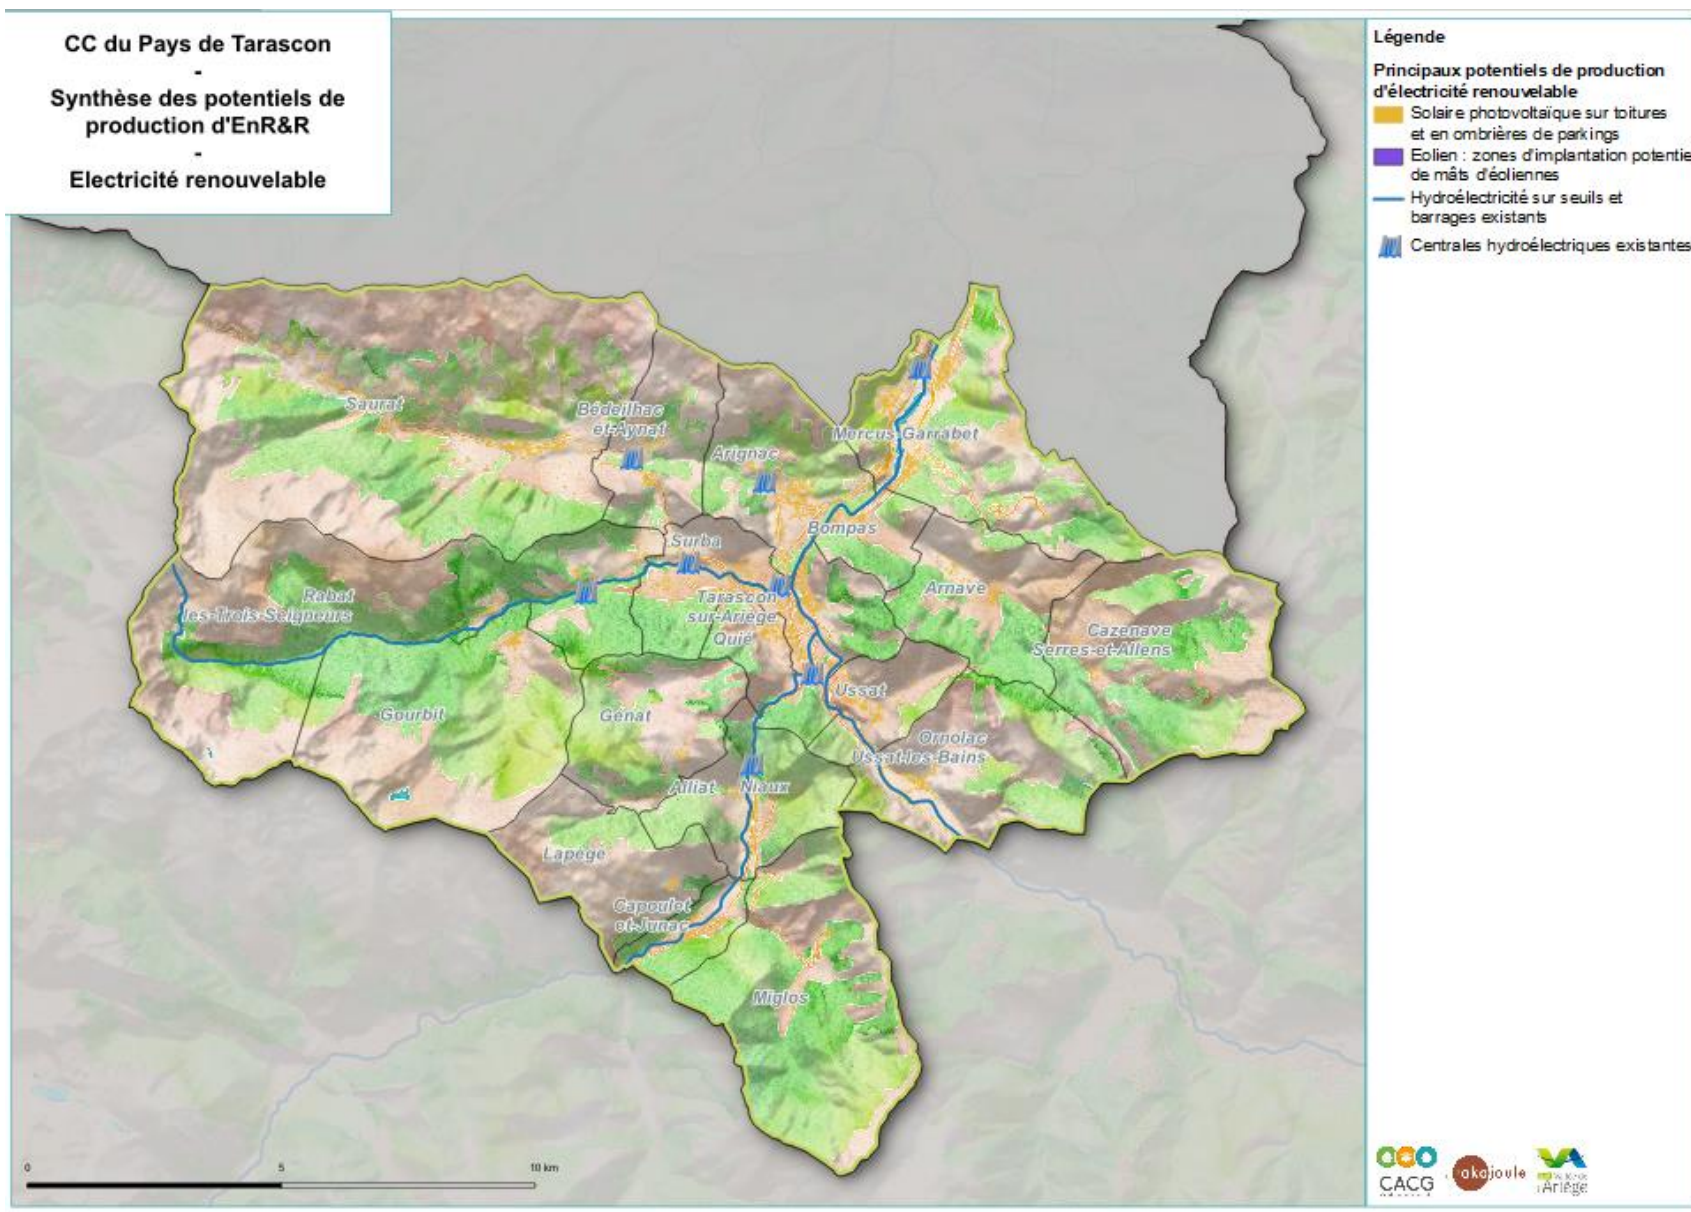 CC du Pays de Tarascon
-
Synthèse des potentiels de
production d'EnR&R
-
Electricité renouvelable
Légende
Principaux potentiels de production
d'électricité renouvelable
Solaire photovoltaïque sur toitures
et en ombrières de parkings
Eolien : zones d'implantation potentie
de mâts d'éoliennes
Hydroélectricité sur seuils et
barrages existants
Centrales hydroélectriques existantes
Saurat
Bédeilhac
et-Aynat
Arignac
Mercus-Garrabet
Bompas
Surba
Rabat
les-Trois-Seigneurs
Tarascon
sur-Ariège
Quié
Arnave
Cazenave
Serres-et-Allens
Ussat
Gourbit
Génat
Ornolac
Ussat-les-Bains
Alliat
Niaux
Lapège
Capoulet
et-Junac
Miglos
0
5
10 km
CACG
akajoule
l'Ariège